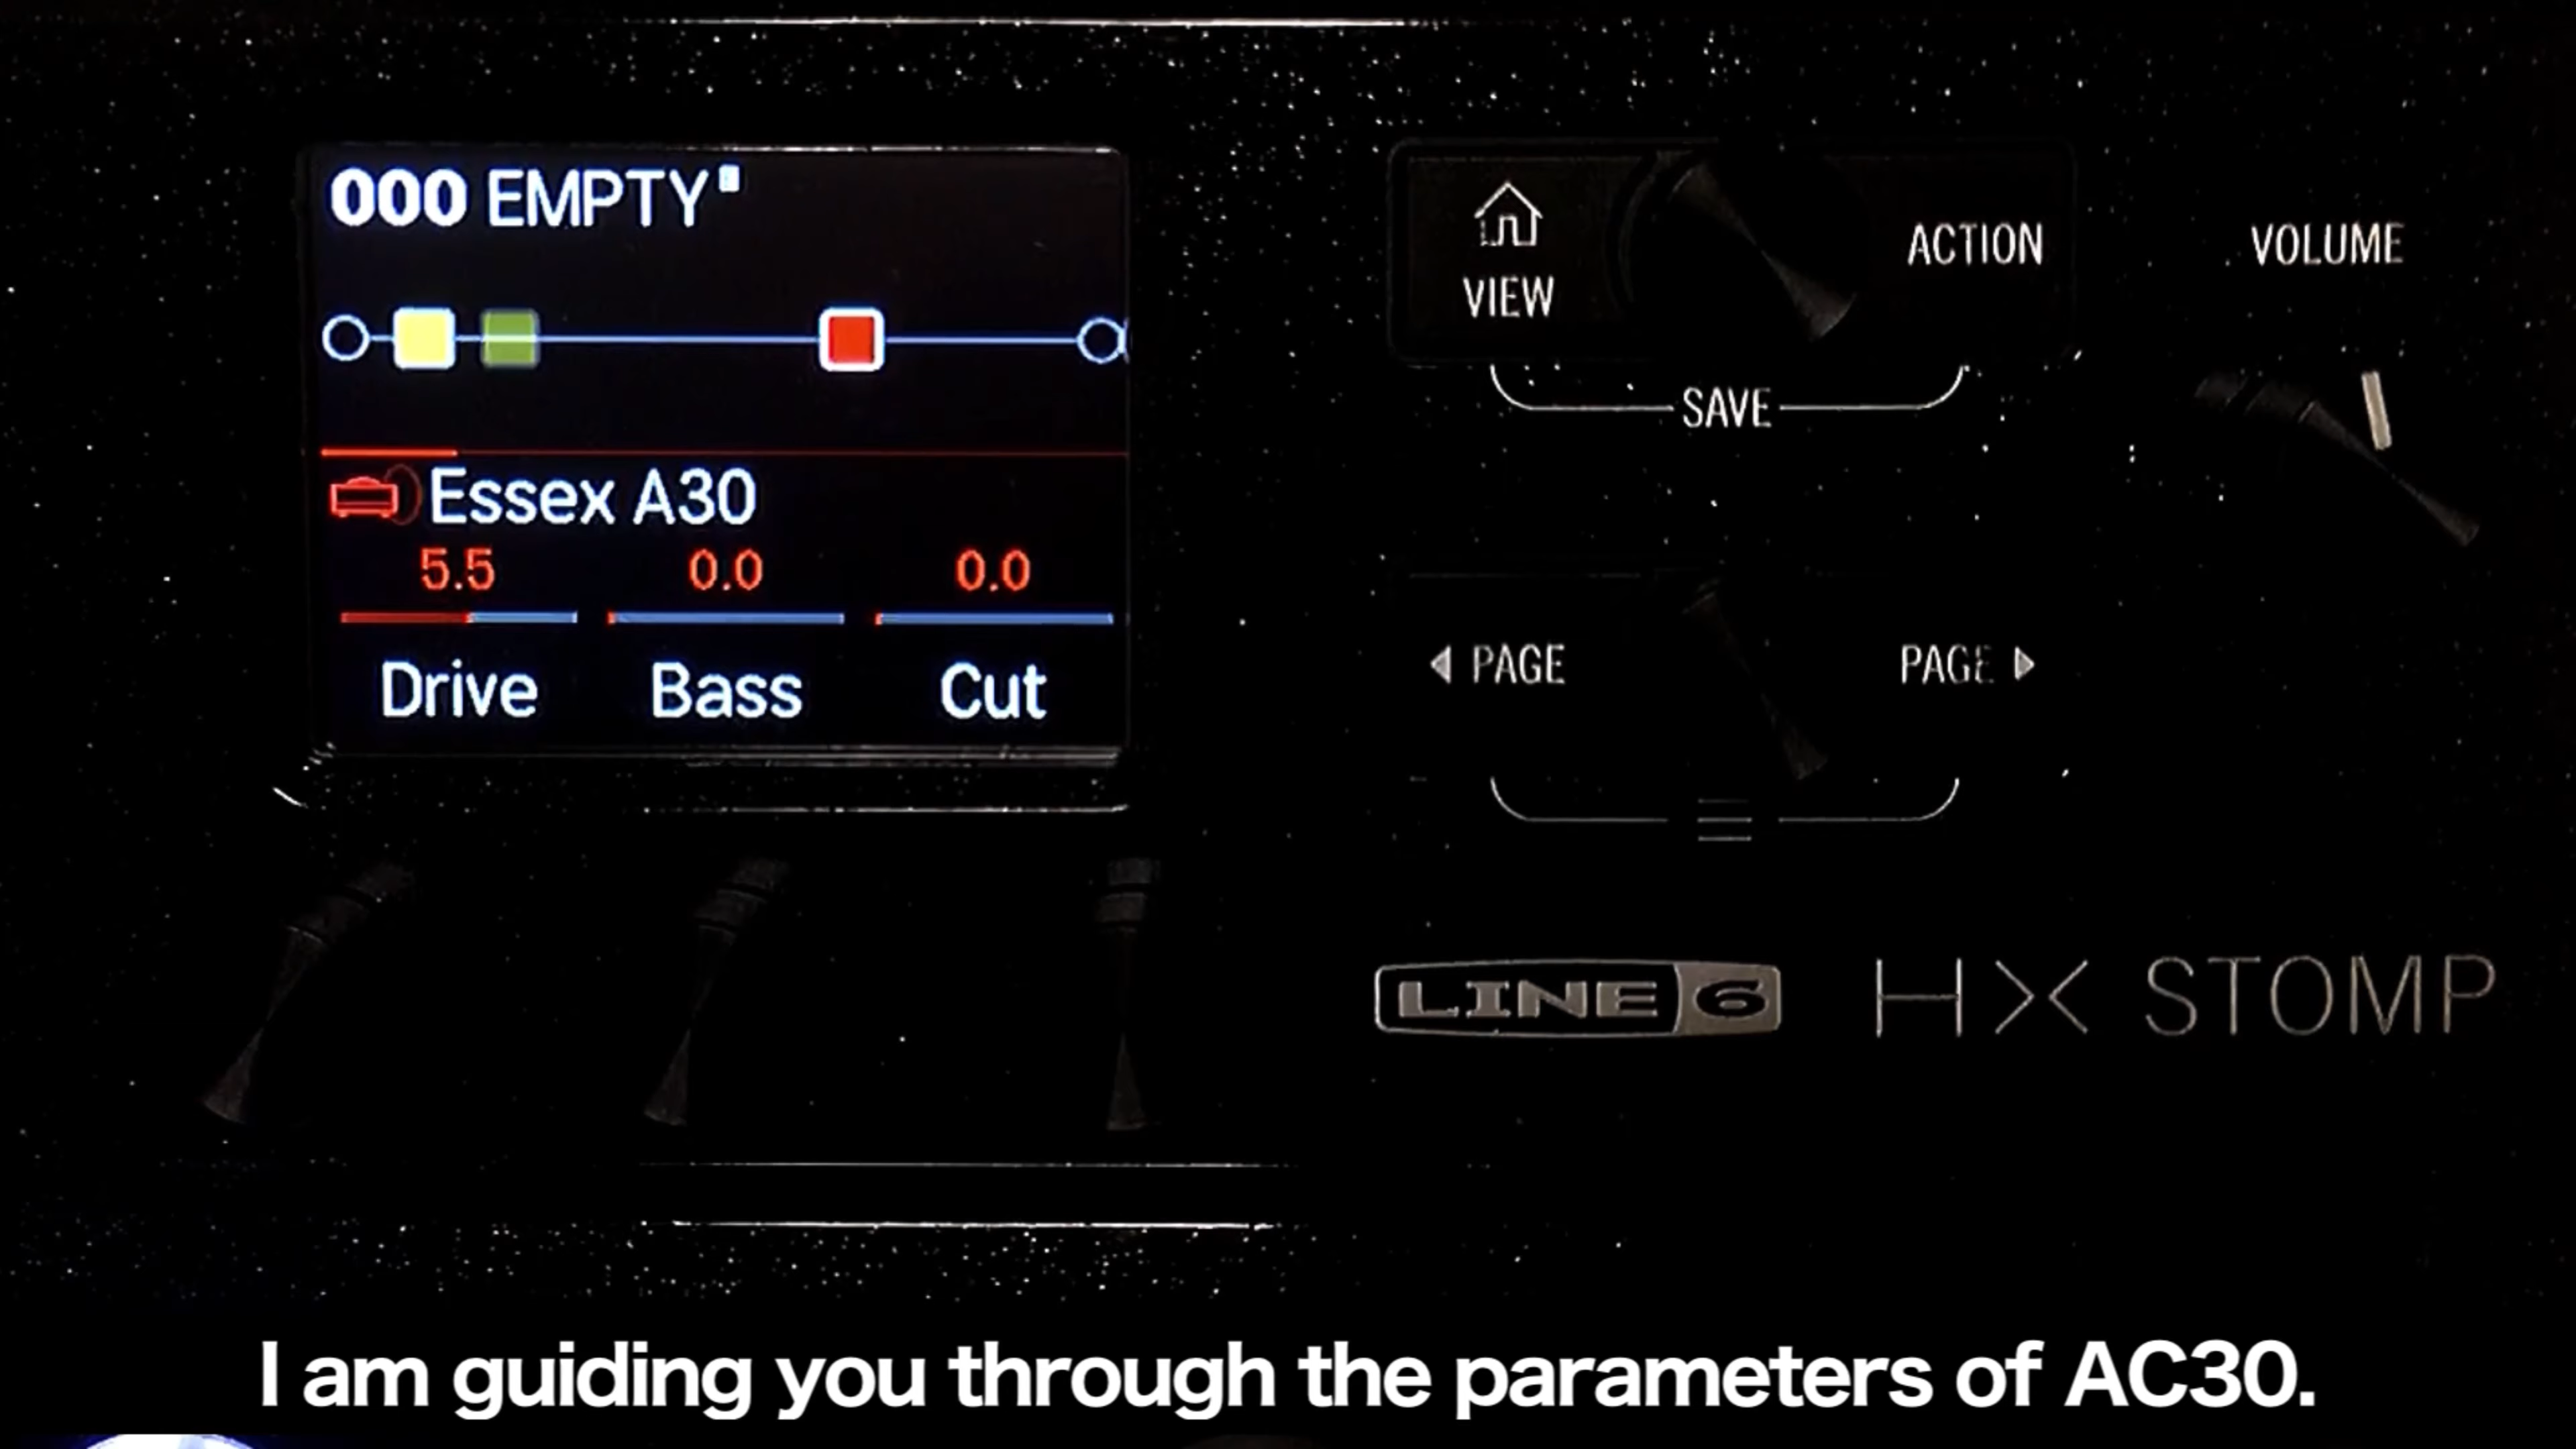 000 EMPTY
Essex A30
5.5 0.0 0.0
Drive Bass Cut
VIEW
ACTION
SAVE
VOLUME
PAGE
PAGE
LINE 6 HX STOMP
I am guiding you through the parameters of AC30.